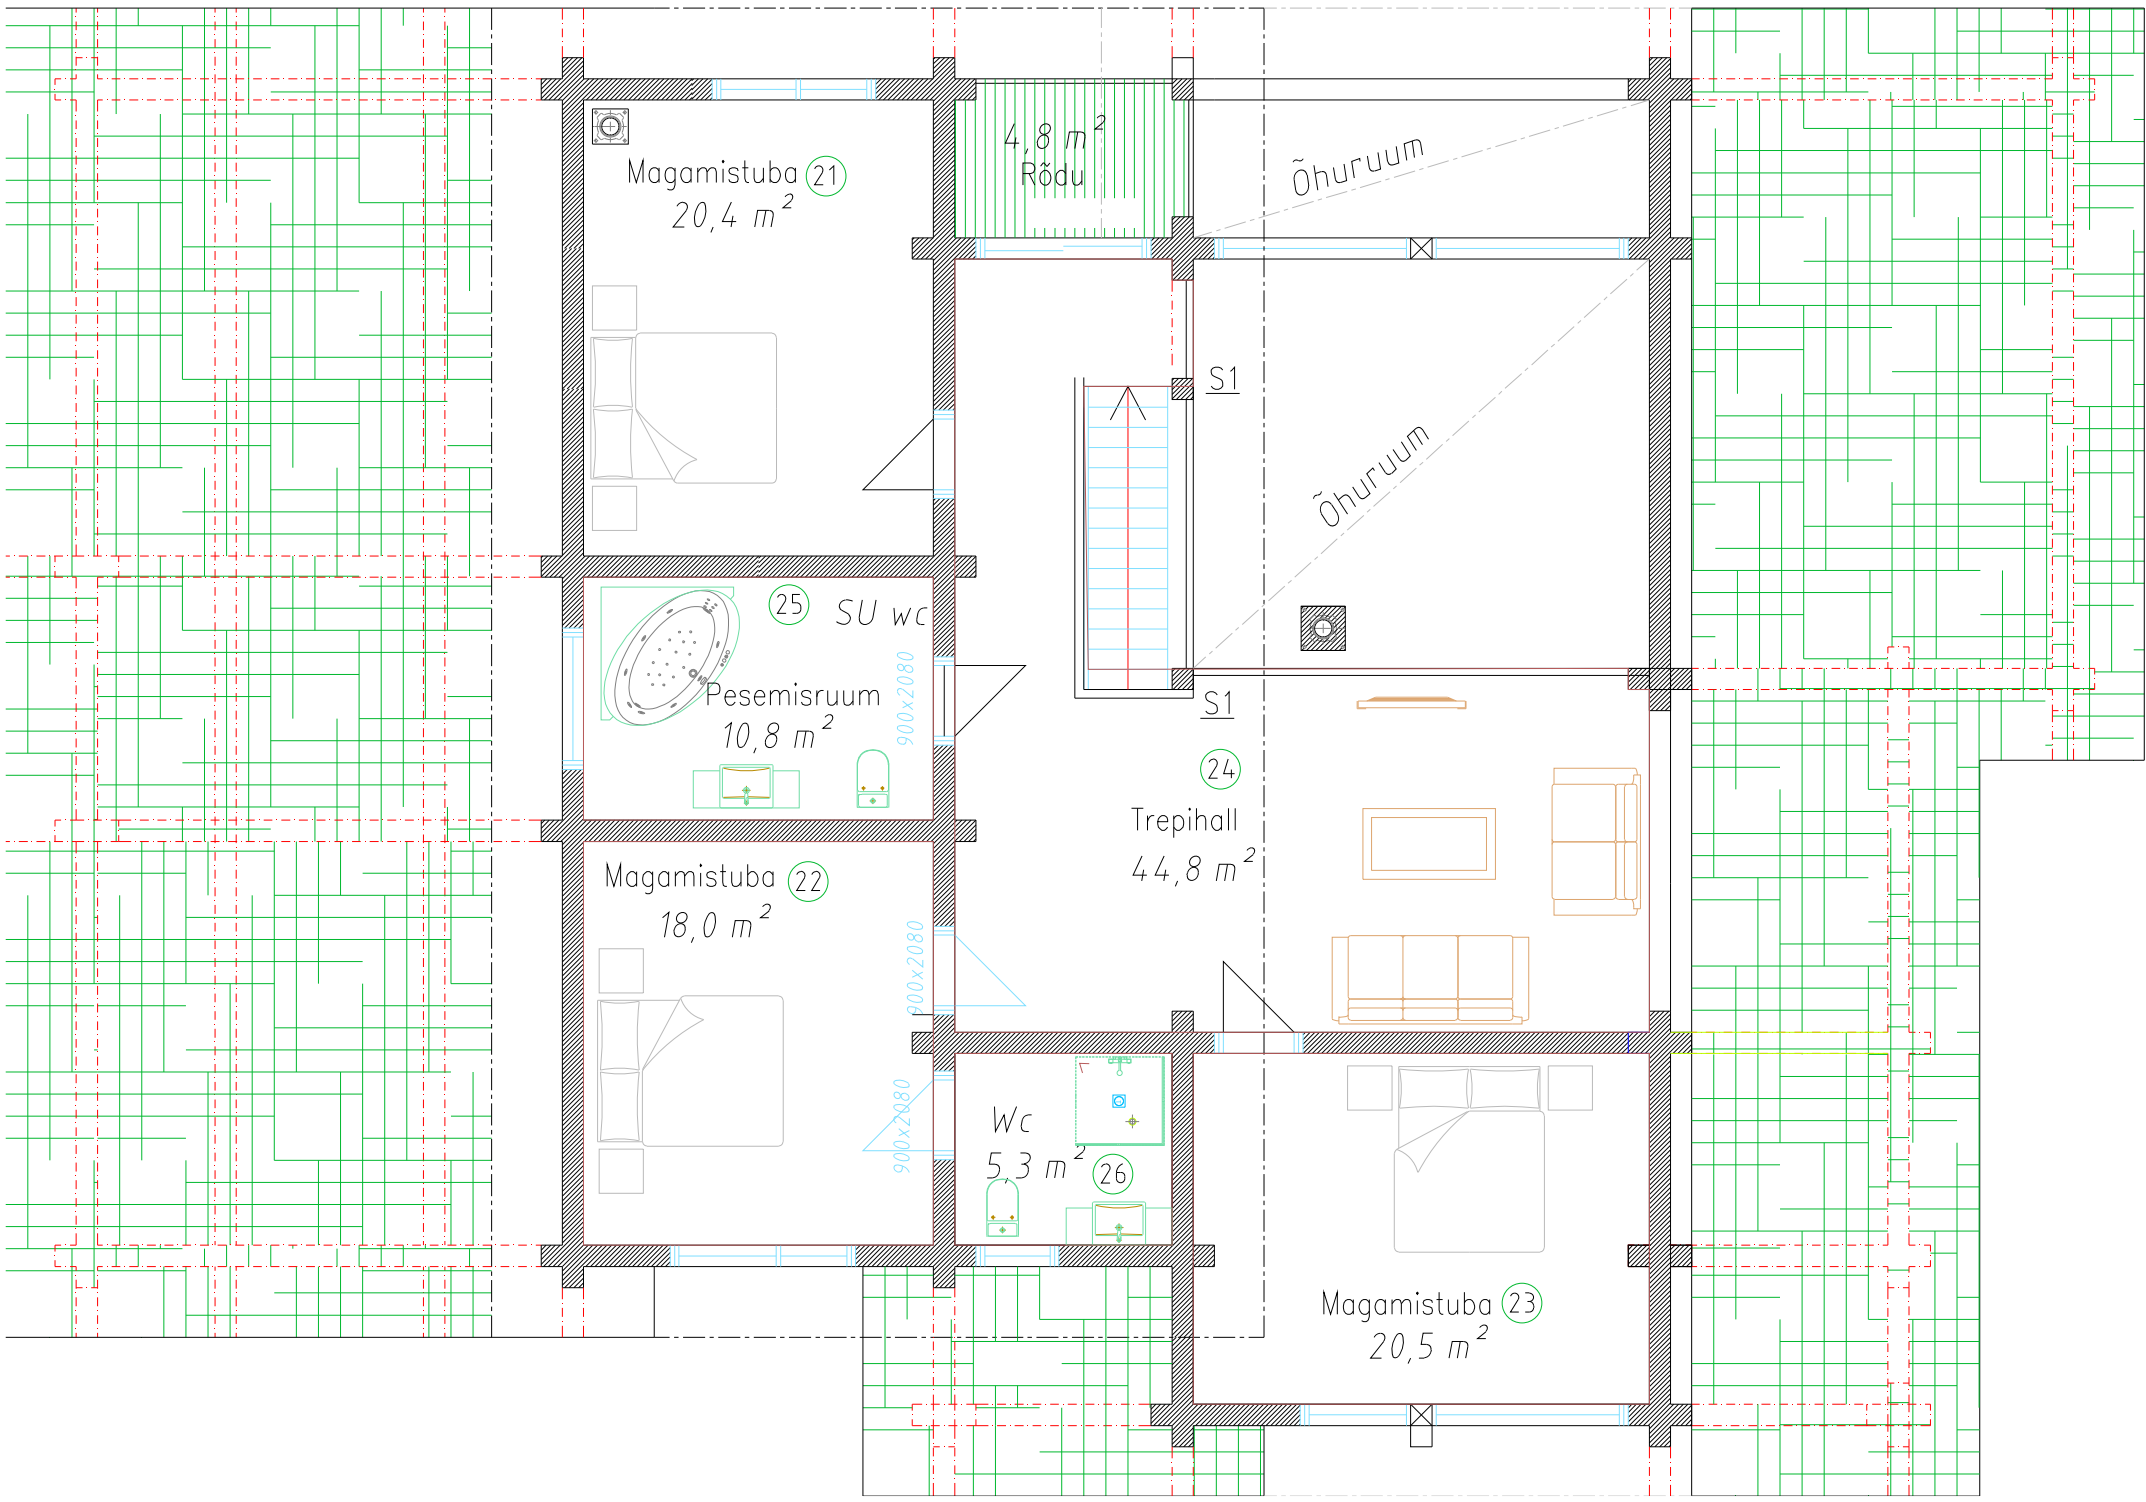 4,8 m²
Rõdu
Õhuruum
Magamistuba 21
20,4 m²
S1
Õhuruum
25
SU wc
900x2080
Pesemisruum
10,8 m²
S1
24
Trepihall
44,8 m²
Magamistuba 22
18,0 m²
900x2080
900x2080
Wc
5,3 m²
26
Magamistuba 23
20,5 m²